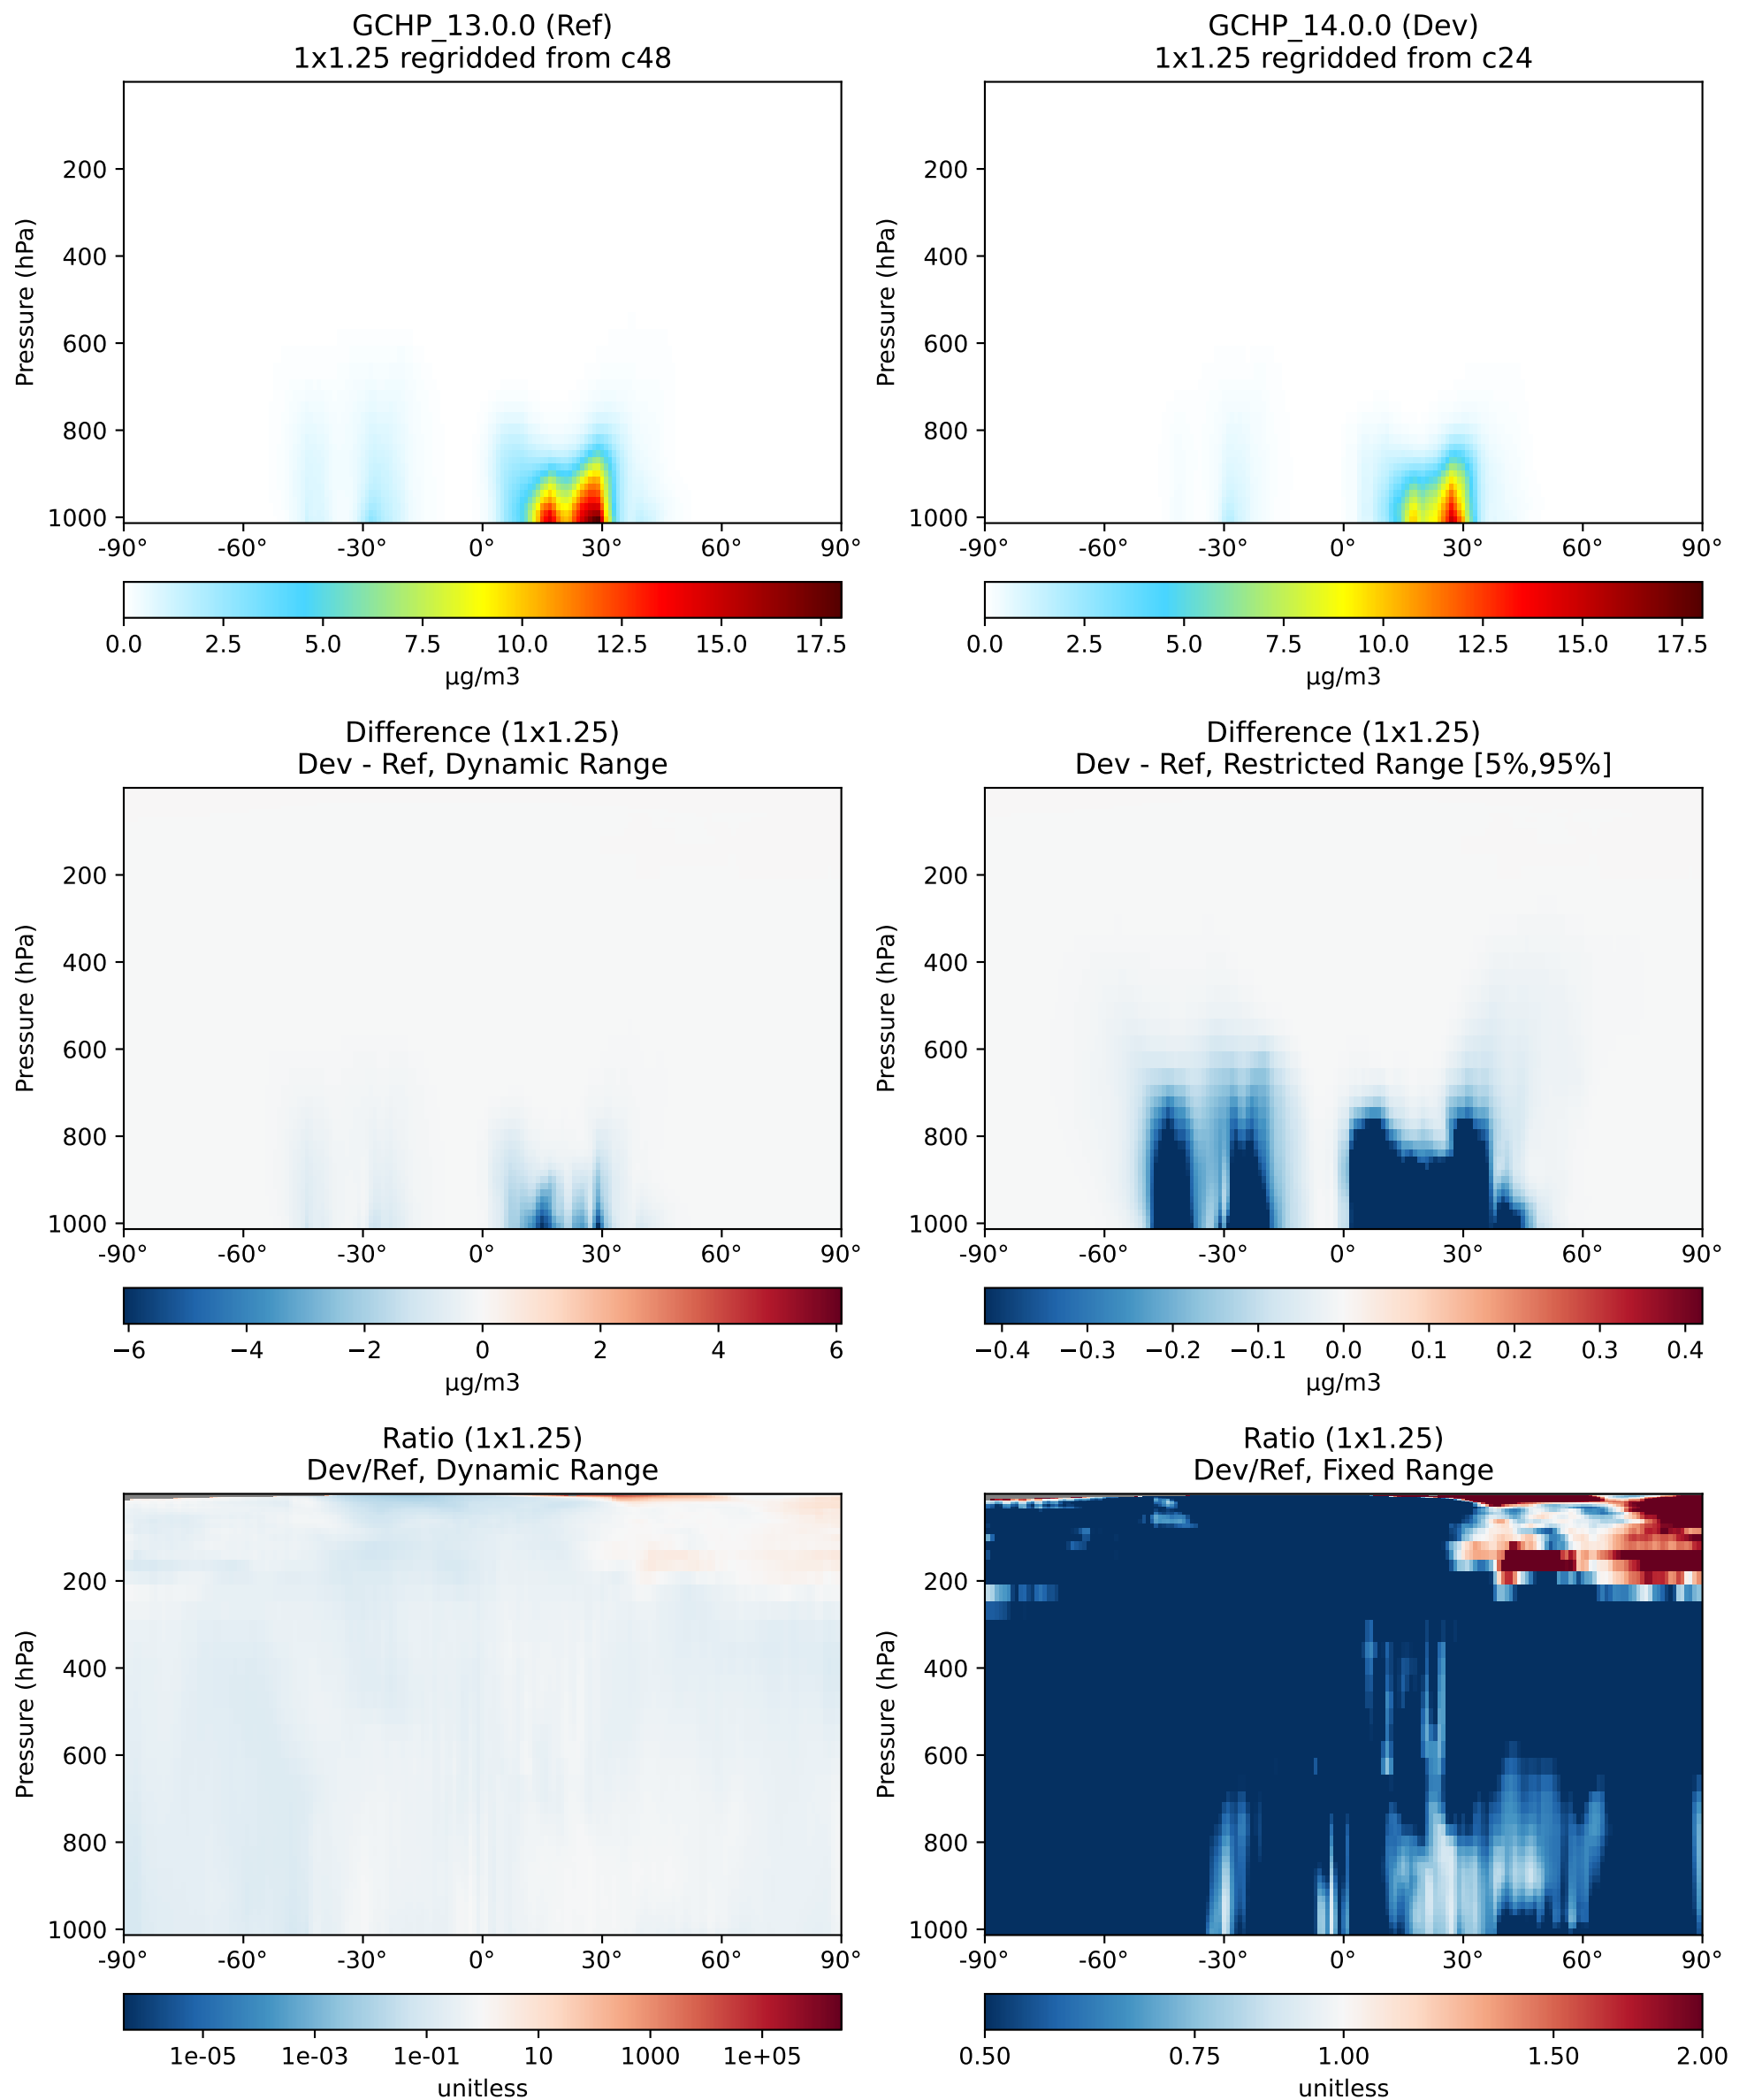 GCHP_13.0.0 (Ref)
1x1.25 regridded from c48
Pressure (hPa)
200
400
600
800
1000
-90° -60° -30° 0° 30° 60° 90°
0.0 2.5 5.0 7.5 10.0 12.5 15.0 17.5
µg/m3
GCHP_14.0.0 (Dev)
1x1.25 regridded from c24
Pressure (hPa)
200
400
600
800
1000
-90° -60° -30° 0° 30° 60° 90°
0.0 2.5 5.0 7.5 10.0 12.5 15.0 17.5
µg/m3
Difference (1x1.25)
Dev - Ref, Dynamic Range
Pressure (hPa)
200
400
600
800
1000
-90° -60° -30° 0° 30° 60° 90°
−6 −4 −2 0 2 4 6
µg/m3
Difference (1x1.25)
Dev - Ref, Restricted Range [5%,95%]
Pressure (hPa)
200
400
600
800
1000
-90° -60° -30° 0° 30° 60° 90°
−0.4 −0.3 −0.2 −0.1 0.0 0.1 0.2 0.3 0.4
µg/m3
Ratio (1x1.25)
Dev/Ref, Dynamic Range
Pressure (hPa)
200
400
600
800
1000
-90° -60° -30° 0° 30° 60° 90°
1e-05 1e-03 1e-01 10 1000 1e+05
unitless
Ratio (1x1.25)
Dev/Ref, Fixed Range
Pressure (hPa)
200
400
600
800
1000
-90° -60° -30° 0° 30° 60° 90°
0.50 0.75 1.00 1.50 2.00
unitless